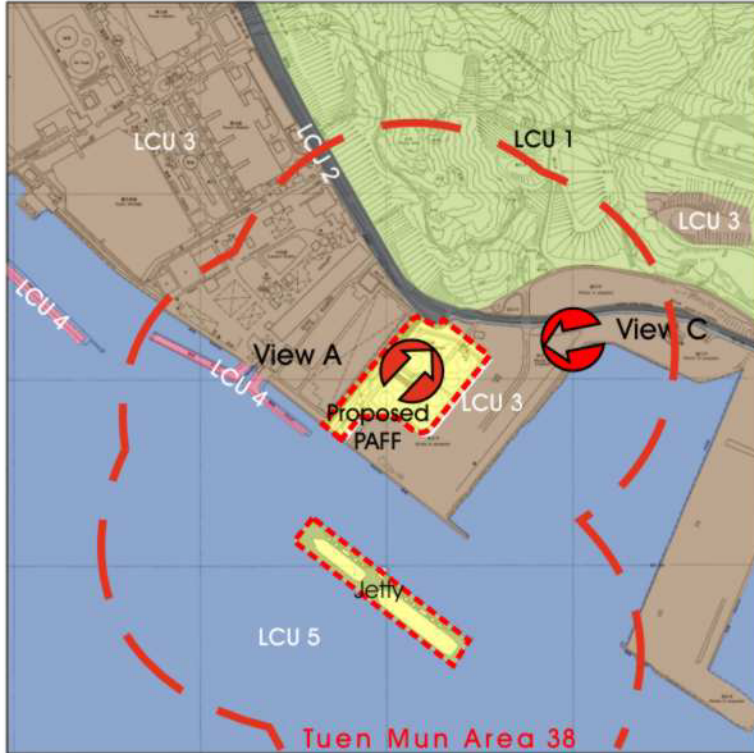 LCU 1
LCU 3
LCU 2
LCU 3
LCU 4
View C
View A
LCU 4
LCU 3
Proposed
PAFF
Jetty
LCU 5
Tuen Mun Area 38